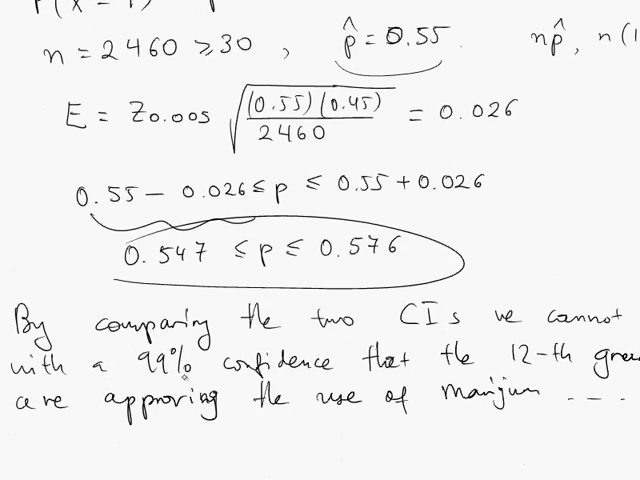 n = 2460 ≥ 30 , p̂ = 0.55 np̂, n(1
E = Z0.005 √((0.55)(0.45)/2460) = 0.026
0.55 − 0.026 ≤ p ≤ 0.55 + 0.026
0.547 ≤ p ≤ 0.576
By comparing the two CIs we cannot
with a 99% confidence that the 12-th
are approving the use of marijum ....